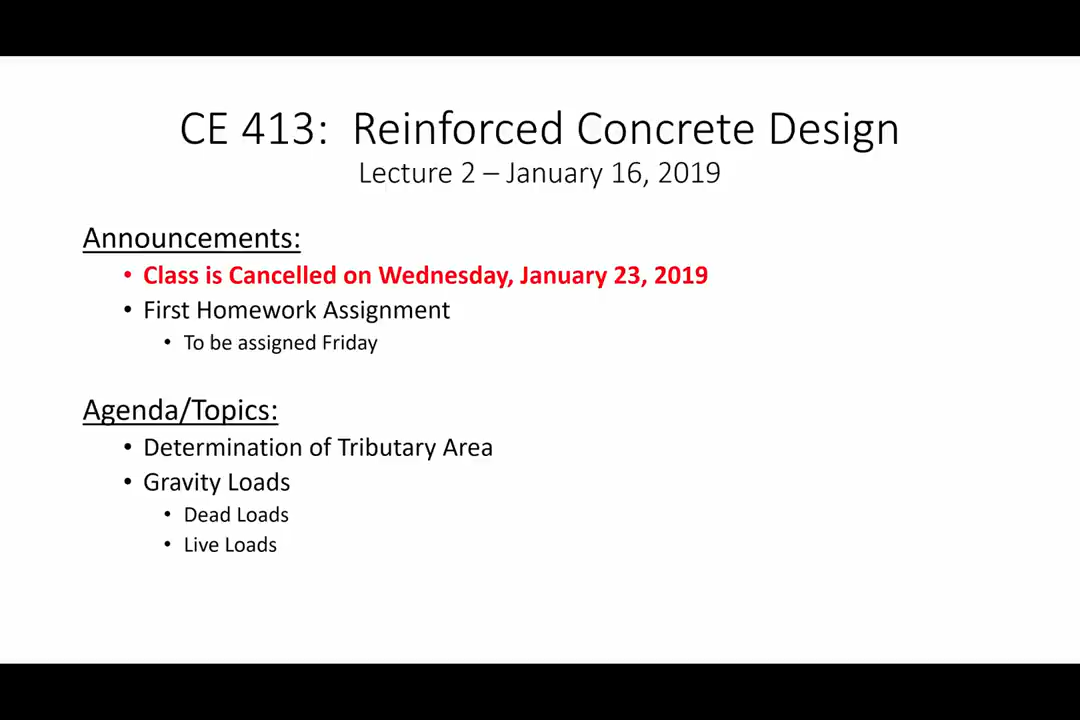 CE 413: Reinforced Concrete Design
Lecture 2 – January 16, 2019
Announcements:
• Class is Cancelled on Wednesday, January 23, 2019
• First Homework Assignment
• To be assigned Friday
Agenda/Topics:
• Determination of Tributary Area
• Gravity Loads
• Dead Loads
• Live Loads